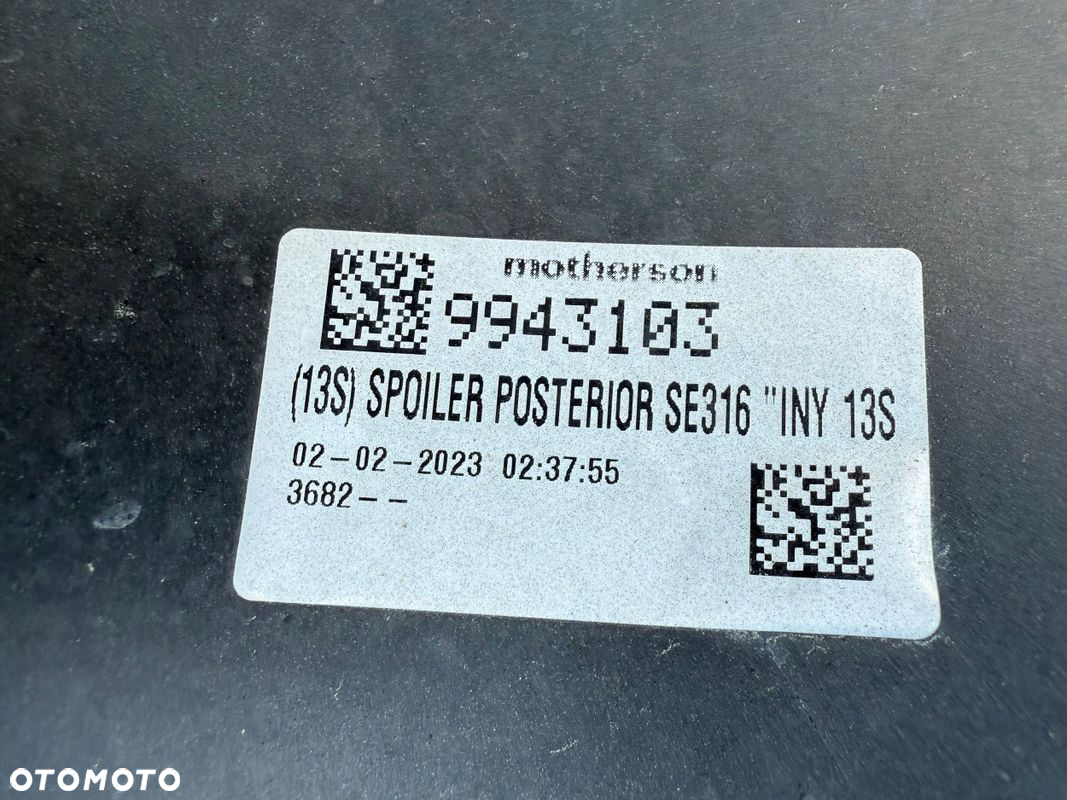 motherson
9943103
(13S) SPOILER POSTERIOR SE316 "INY 13S
02-02-2023 02:37:55
3682--
OTOMOTO